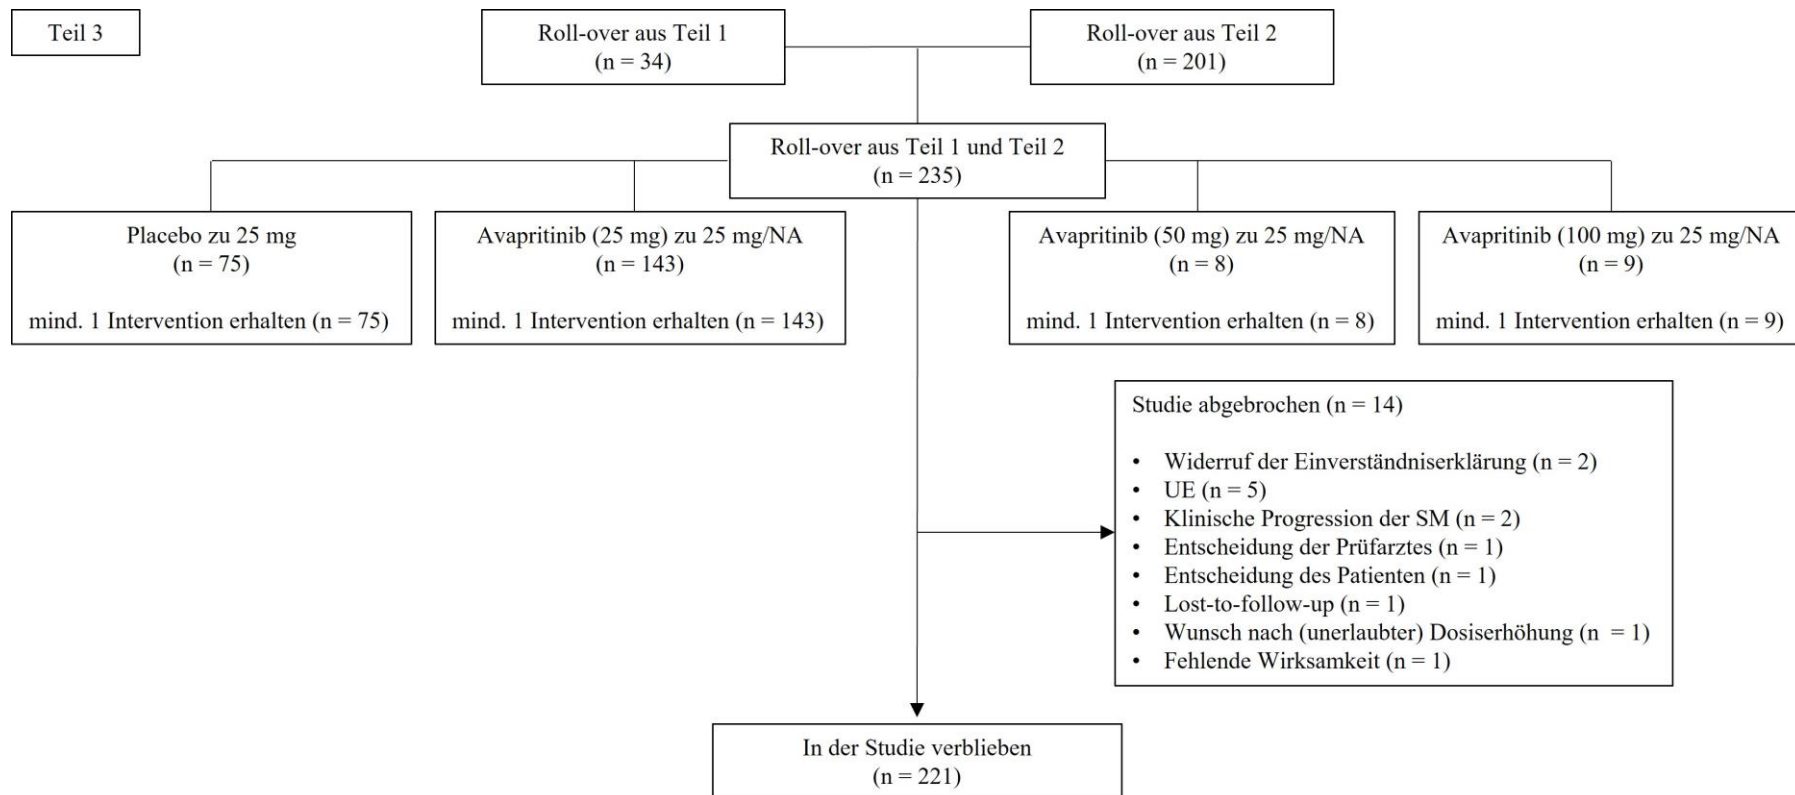 Teil 3
Roll-over aus Teil 1
(n = 34)
Roll-over aus Teil 2
(n = 201)
Roll-over aus Teil 1 und Teil 2
(n = 235)
Placebo zu 25 mg
(n = 75)
mind. 1 Intervention erhalten (n = 75)
Avapritinib (25 mg) zu 25 mg/NA
(n = 143)
mind. 1 Intervention erhalten (n = 143)
Avapritinib (50 mg) zu 25 mg/NA
(n = 8)
mind. 1 Intervention erhalten (n = 8)
Avapritinib (100 mg) zu 25 mg/NA
(n = 9)
mind. 1 Intervention erhalten (n = 9)
Studie abgebrochen (n = 14)
• Widerruf der Einverständniserklärung (n = 2)
• UE (n = 5)
• Klinische Progression der SM (n = 2)
• Entscheidung der Prüfarztes (n = 1)
• Entscheidung des Patienten (n = 1)
• Lost-to-follow-up (n = 1)
• Wunsch nach (unerlaubter) Dosiserhöhung (n  = 1)
• Fehlende Wirksamkeit (n = 1)
In der Studie verblieben
(n = 221)